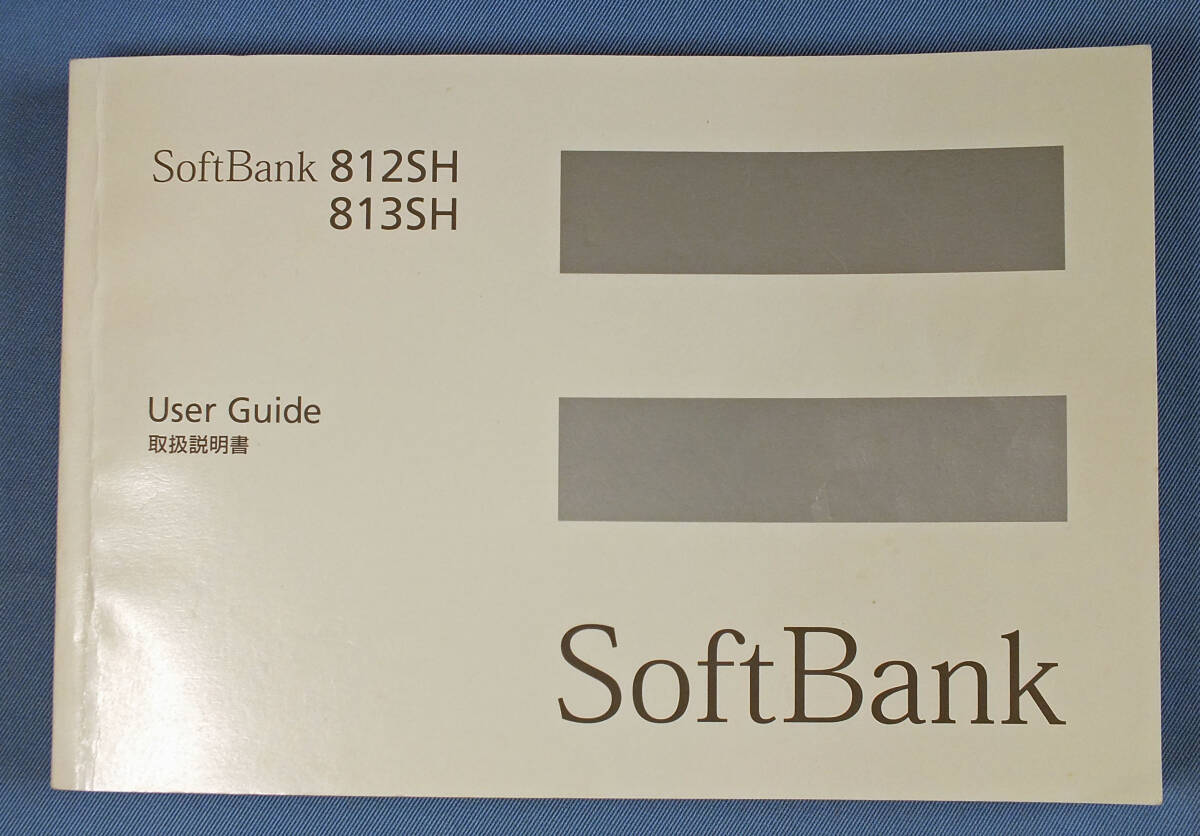 SoftBank 812SH
813SH
User Guide
取扱説明書
SoftBank